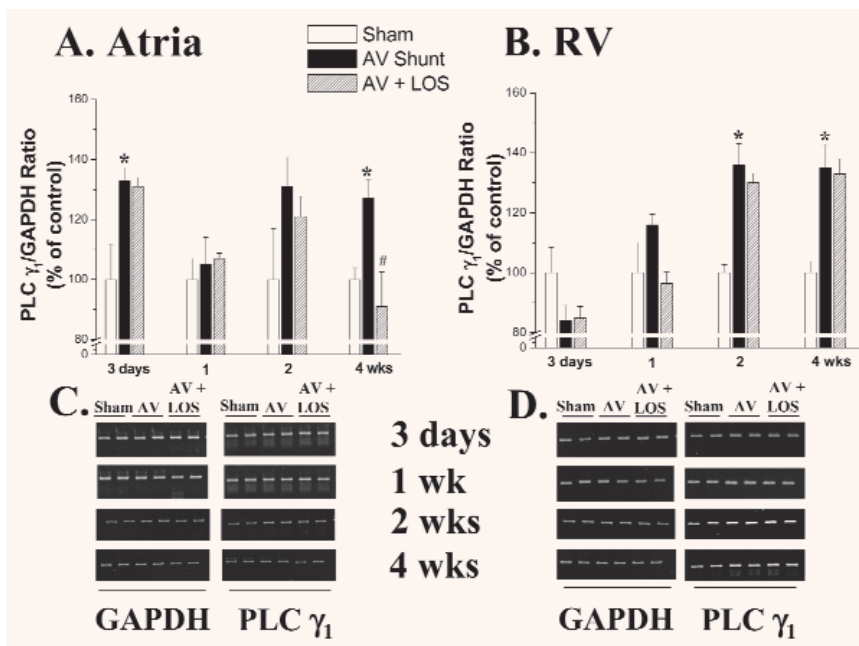 A. Atria
Sham
AV Shunt
AV + LOS
B. RV
PLC γ₁/GAPDH Ratio
(% of control)
160
140
120
100
80
0
*
*
#
3 days
1
2
4 wks
PLC γ₁/GAPDH Ratio
(% of control)
160
140
120
100
80
0
*
*
3 days
1
2
4 wks
C.
Sham AV AV + LOS
Sham AV AV + LOS
D.
Sham AV AV + LOS
Sham AV AV + LOS
3 days
1 wk
2 wks
4 wks
GAPDH
PLC γ₁
GAPDH
PLC γ₁